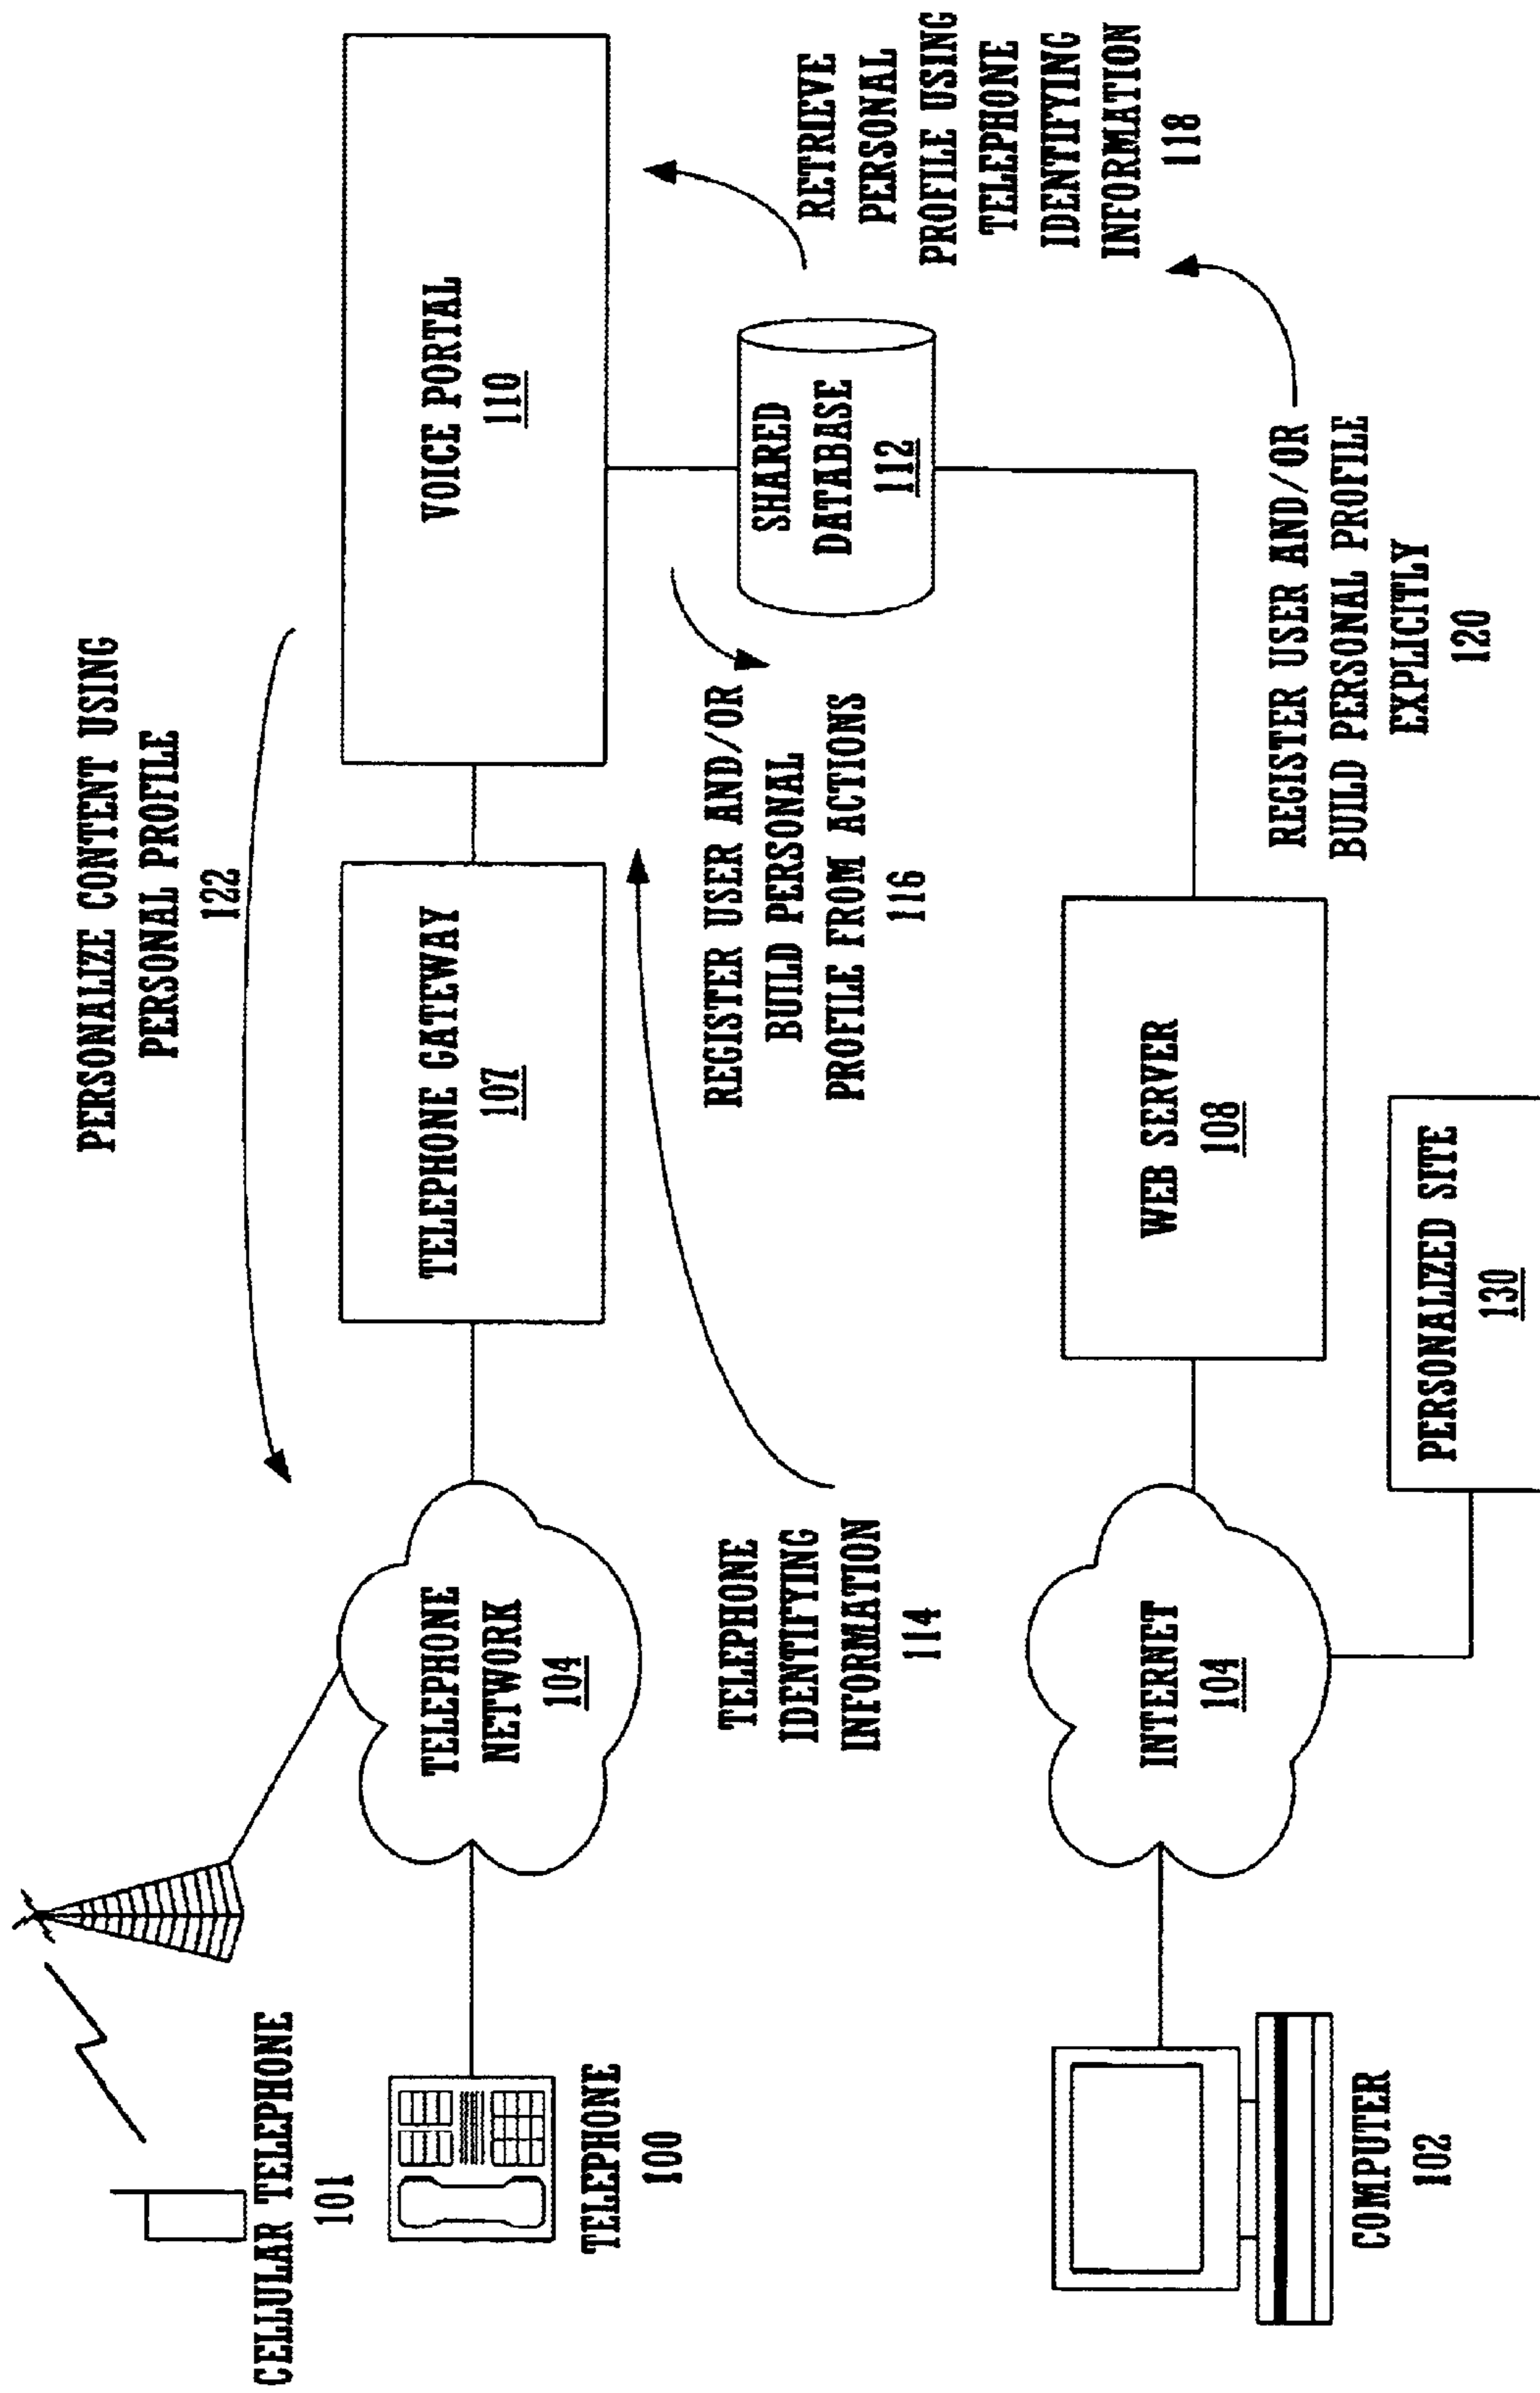 PERSONALIZE CONTENT USING
PERSONAL PROFILE
122
CELLULAR TELEPHONE
101
TELEPHONE
100
TELEPHONE
NETWORK
104
TELEPHONE GATEWAY
107
VOICE PORTAL
110
TELEPHONE
IDENTIFYING
INFORMATION
114
REGISTER USER AND/OR
BUILD PERSONAL
PROFILE FROM ACTIONS
116
SHARED
DATABASE
112
RETRIEVE
PERSONAL
PROFILE USING
TELEPHONE
IDENTIFYING
INFORMATION
118
COMPUTER
102
INTERNET
104
WEB SERVER
108
REGISTER USER AND/OR
BUILD PERSONAL PROFILE
EXPLICITLY
120
PERSONALIZED SITE
130